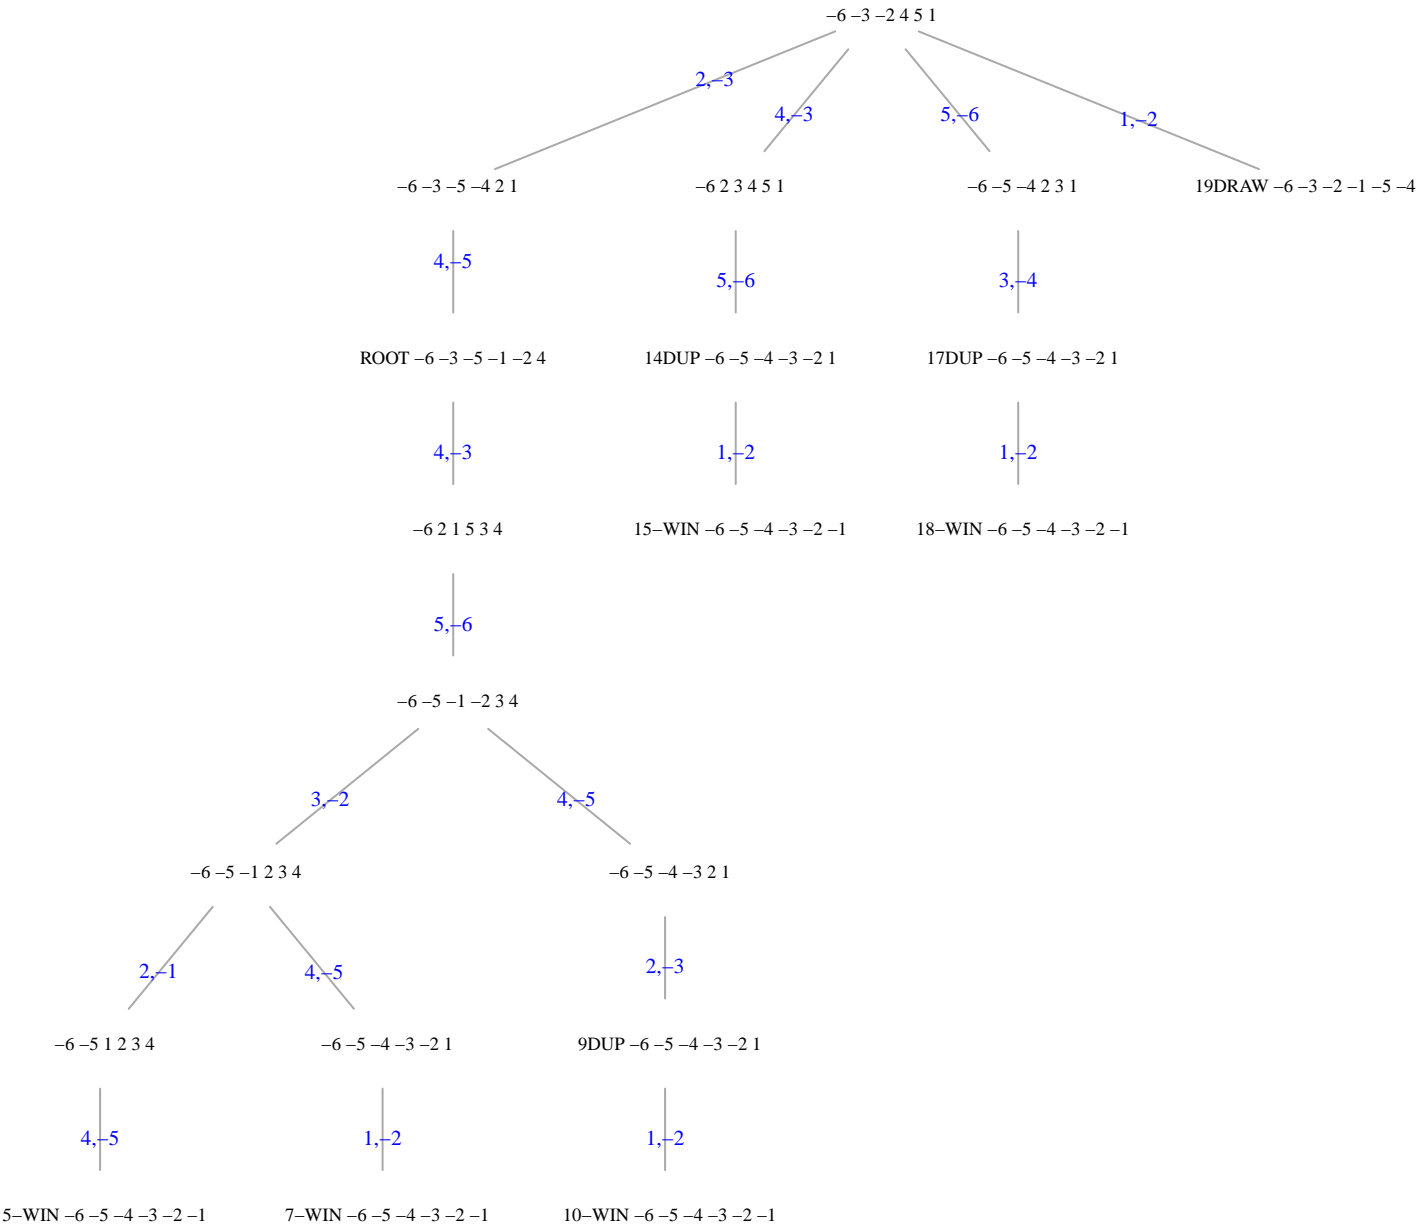 –6 –3 –2 4 5 1
2,–3
4,–3
5,–6
1,–2
–6 –3 –5 –4 2 1
–6 2 3 4 5 1
–6 –5 –4 2 3 1
19DRAW –6 –3 –2 –1 –5 –4
4,–5
5,–6
3,–4
ROOT –6 –3 –5 –1 –2 4
14DUP –6 –5 –4 –3 –2 1
17DUP –6 –5 –4 –3 –2 1
4,–3
1,–2
1,–2
–6 2 1 5 3 4
15–WIN –6 –5 –4 –3 –2 –1
18–WIN –6 –5 –4 –3 –2 –1
5,–6
–6 –5 –1 –2 3 4
3,–2
4,–5
–6 –5 –1 2 3 4
–6 –5 –4 –3 2 1
2,–1
4,–5
2,–3
–6 –5 1 2 3 4
–6 –5 –4 –3 –2 1
9DUP –6 –5 –4 –3 –2 1
4,–5
1,–2
1,–2
5–WIN –6 –5 –4 –3 –2 –1
7–WIN –6 –5 –4 –3 –2 –1
10–WIN –6 –5 –4 –3 –2 –1